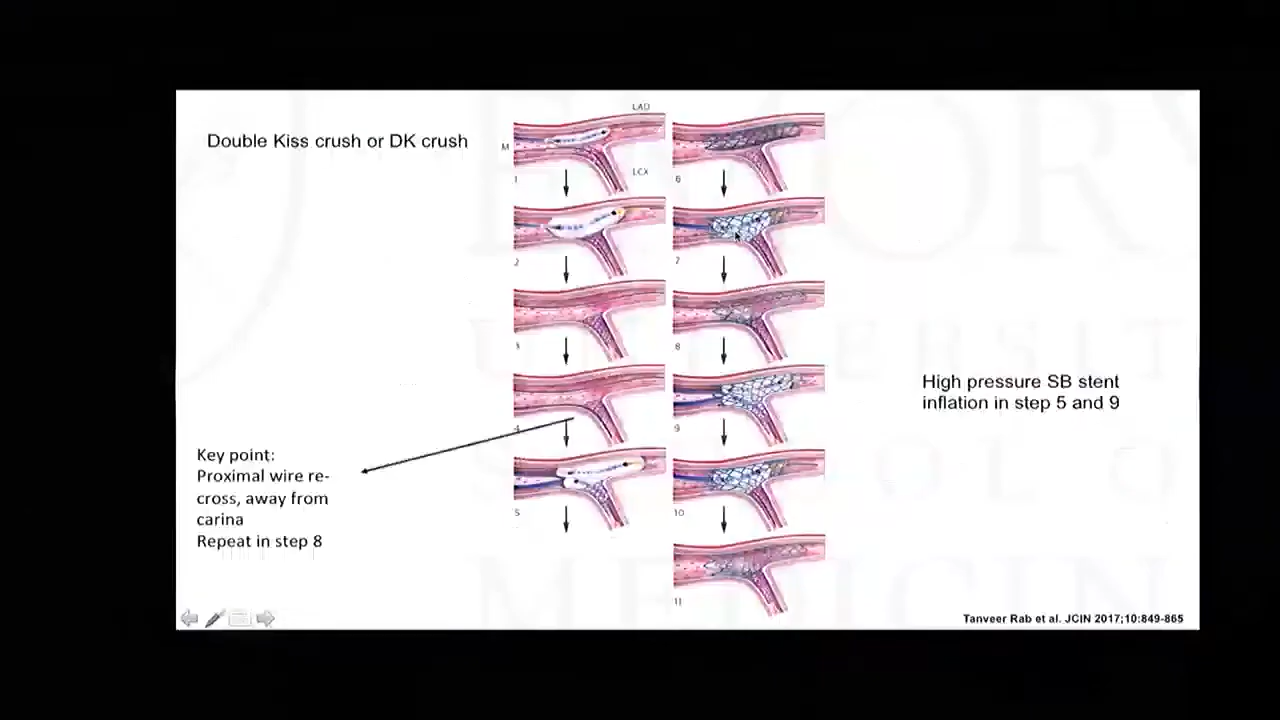 Double Kiss crush or DK crush
LAD
M
LCX
1
6
2
7
3
8
4
9
5
10
11
High pressure SB stent
inflation in step 5 and 9
Key point:
Proximal wire re-
cross, away from
carina
Repeat in step 8
Tanveer Rab et al. JCIN 2017;10:849-865